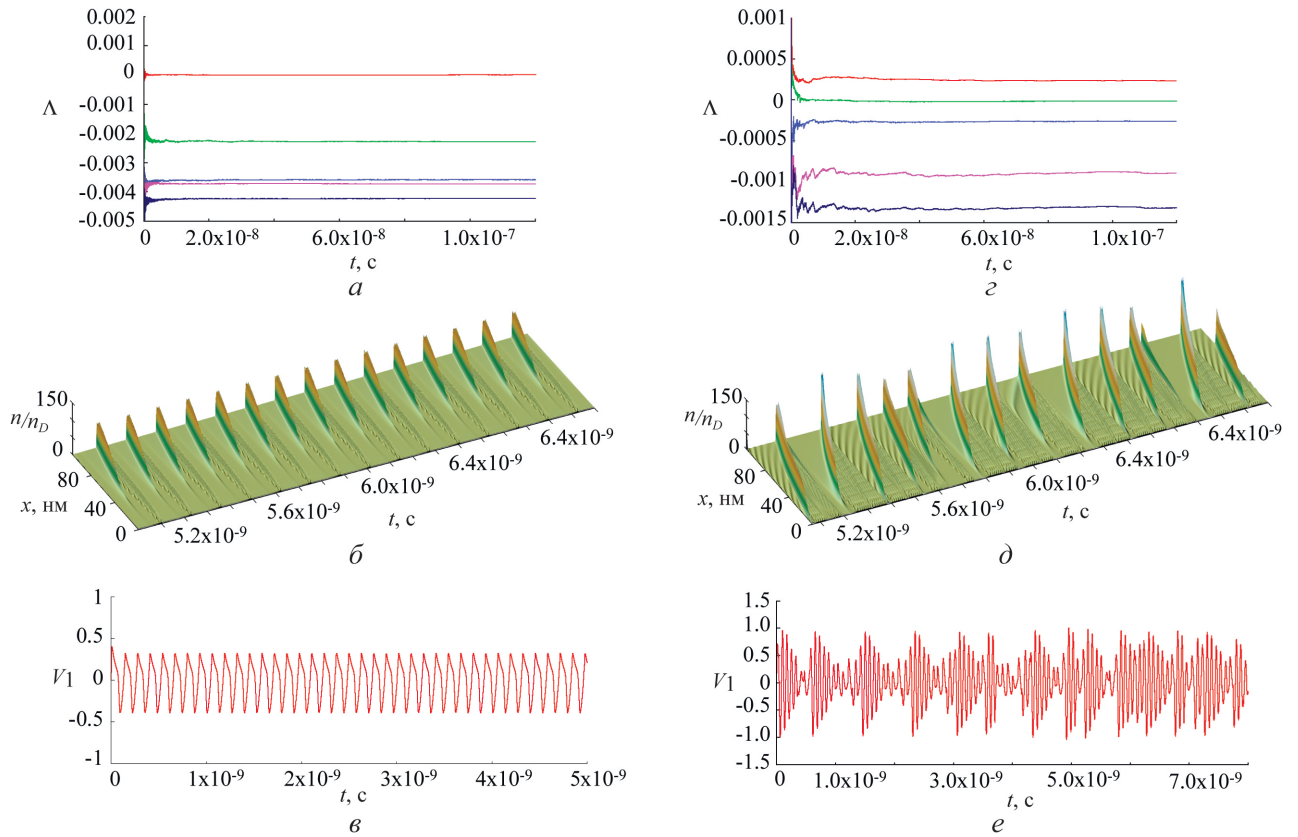 0.002
0.001
0
-0.001
-0.002
-0.003
-0.004
-0.005
Λ
0 2.0x10-8 6.0x10-8 1.0x10-7
t, с
а
0.001
0.0005
0
-0.0005
-0.001
-0.0015
Λ
0 2.0x10-8 6.0x10-8 1.0x10-7
t, с
г
150
n/nD
0
80
x, нм
40
0
5.2x10-9
5.6x10-9
6.0x10-9
6.4x10-9
6.4x10-9
t, с
б
150
n/nD
0
80
x, нм
40
0
5.2x10-9
5.6x10-9
6.0x10-9
6.4x10-9
6.4x10-9
t, с
д
1
0.5
0
-0.5
-1
V1
0 1x10-9 2x10-9 3x10-9 4x10-9 5x10-9
t, с
в
1.5
1.0
0.5
0
-0.5
-1.0
-1.5
V1
0 1.0x10-9 3.0x10-9 5.0x10-9 7.0x10-9
t, с
е